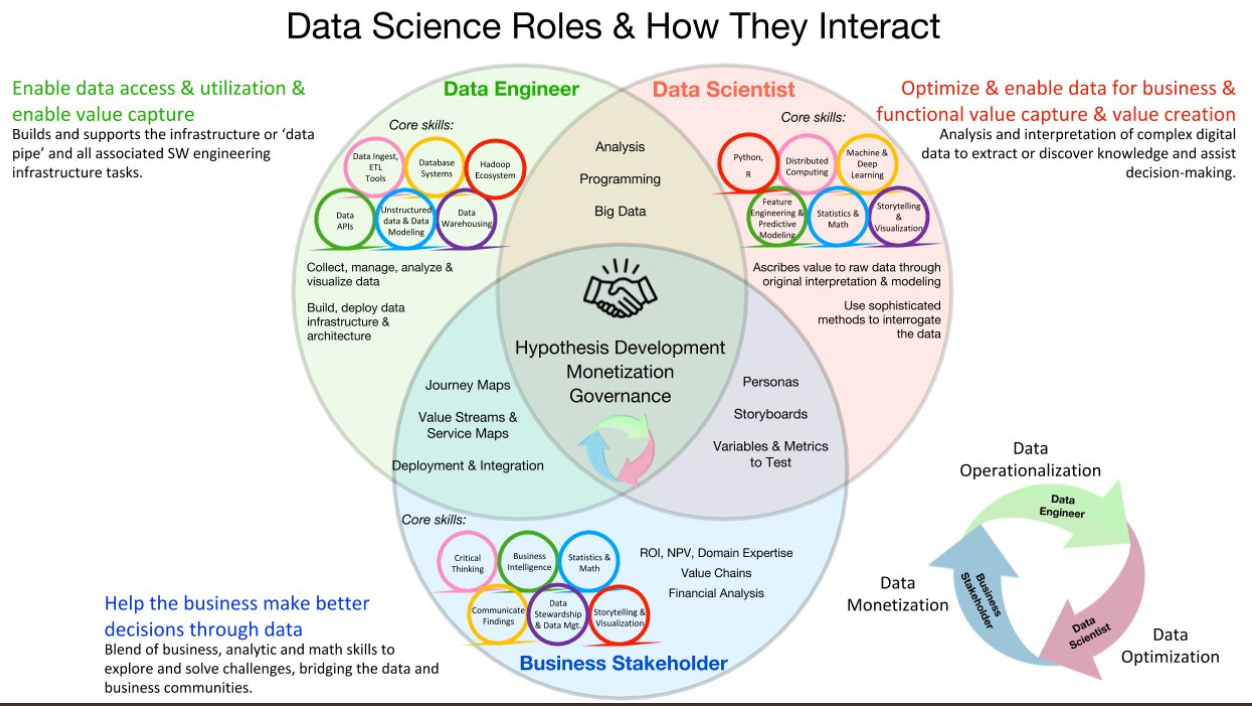 Data Science Roles & How They Interact
Enable data access & utilization &
enable value capture
Builds and supports the infrastructure or ‘data
pipe’ and all associated SW engineering
infrastructure tasks.
Data Engineer
Core skills:
Data Ingest,
ETL
Tools
Database
Systems
Hadoop
Ecosystem
Data
APIs
Unstructured
data & Data
Modeling
Data
Warehousing
Collect, manage, analyze &
visualize data
Build, deploy data
infrastructure &
architecture
Analysis
Programming
Big Data
Data Scientist
Core skills:
Python,
R
Distributed
Computing
Machine &
Deep
Learning
Feature
Engineering &
Predictive
Modeling
Statistics &
Math
Storytelling
&
Visualization
Ascribes value to raw data through
original interpretation & modeling
Use sophisticated
methods to interrogate
the data
Optimize & enable data for business &
functional value capture & value creation
Analysis and interpretation of complex digital
data to extract or discover knowledge and assist
decision-making.
Hypothesis Development
Monetization
Governance
Journey Maps
Value Streams &
Service Maps
Deployment & Integration
Personas
Storyboards
Variables & Metrics
to Test
Core skills:
Critical
Thinking
Business
Intelligence
Statistics &
Math
Communicate
Findings
Data
Stewardship
& Data Mgt.
Storytelling &
Visualization
ROI, NPV, Domain Expertise
Value Chains
Financial Analysis
Business Stakeholder
Help the business make better
decisions through data
Blend of business, analytic and math skills to
explore and solve challenges, bridging the data and
business communities.
Data
Operationalization
Data
Engineer
Data
Monetization
Business
Stakeholder
Data
Scientist
Data
Optimization